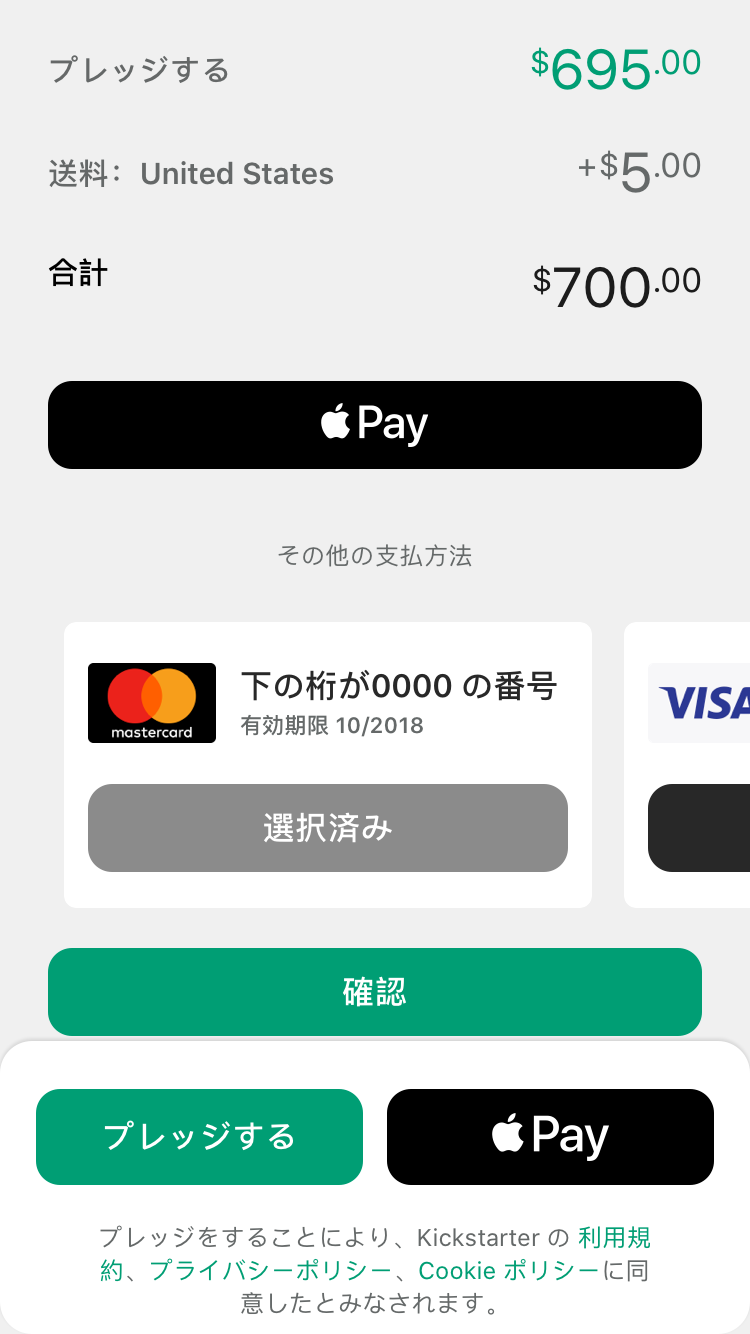 プレッジする $695.00
送料： United States +$5.00
合計 $700.00
Pay
その他の支払方法
mastercard
下の桁が0000 の番号
有効期限 10/2018
選択済み
VISA
確認
プレッジする
Pay
プレッジをすることにより、Kickstarter の 利用規
約、プライバシーポリシー、Cookie ポリシーに同
意したとみなされます。